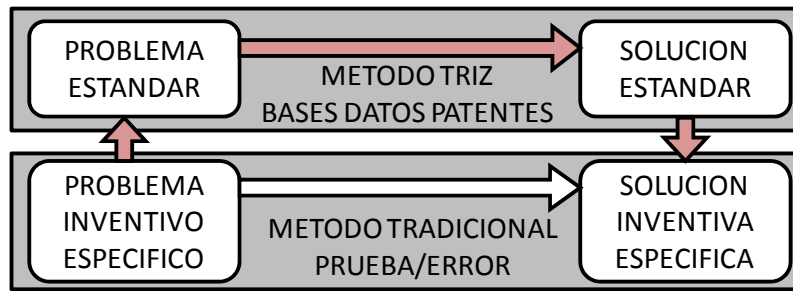 PROBLEMA
ESTANDAR
METODO TRIZ
BASES DATOS PATENTES
SOLUCION
ESTANDAR
PROBLEMA
INVENTIVO
ESPECIFICO
METODO TRADICIONAL
PRUEBA/ERROR
SOLUCION
INVENTIVA
ESPECIFICA